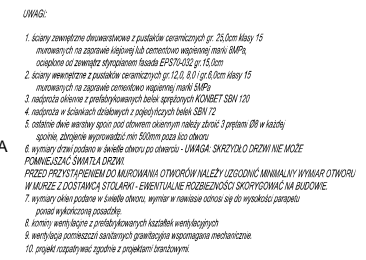 UWAGI:
1. ściany zewnętrzne dwuwarstwowe z pustaków ceramicznych gr. 25,0cm klasy 15
murowanych na zaprawie klejowej lub cementowo wapiennej marki 8MPa,
ocieplone od zewnątrz styropianem fasada EPS70-032 gr.15,0cm
2. ściany wewnętrzne z pustaków ceramicznych gr.12,0, 8,0 i gr.6,0cm klasy 15
murowanych na zaprawie cementowo wapiennej marki 5MPa
3. nadproża okienne z prefabrykowanych belek sprężonych KONBET SBN 120
4. nadproża w ściankach działowych z pojedyńczych belek SBN 72
5. ostatnie dwie warstwy spoin pod otworem okiennym należy zbroić 3 prętami Ø8 w każdej
spoinie, zbrojenie wyprowadzić min 500mm poza lico otworu
A
6. wymiary drzwi podano w świetle otworu po otwarciu - UWAGA: SKRZYDŁO DRZWI NIE MOŻE
POMNIEJSZAĆ ŚWIATŁA DRZWI.
PRZED PRZYSTĄPIENIEM DO MUROWANIA OTWORÓW NALEŻY UZGODNIĆ MINIMALNY WYMIAR OTWORU
W MURZE Z DOSTAWCĄ STOLARKI - EWENTUALNE ROZBIEŻNOŚCI SKORYGOWAĆ NA BUDOWIE.
7. wymiary okien podane w świetle otworu, wymiar w nawiasie odnosi się do wysokości parapetu
ponad wykończoną posadzkę.
8. kominy wentylacyjne z prefabrykowanych kształtek wentylacyjnych
9. wentylacja pomieszczń sanitarnych grawitacyjna wspomagana mechanicznie.
10. projekt rozpatrywać zgodnie z projektami branżowymi.